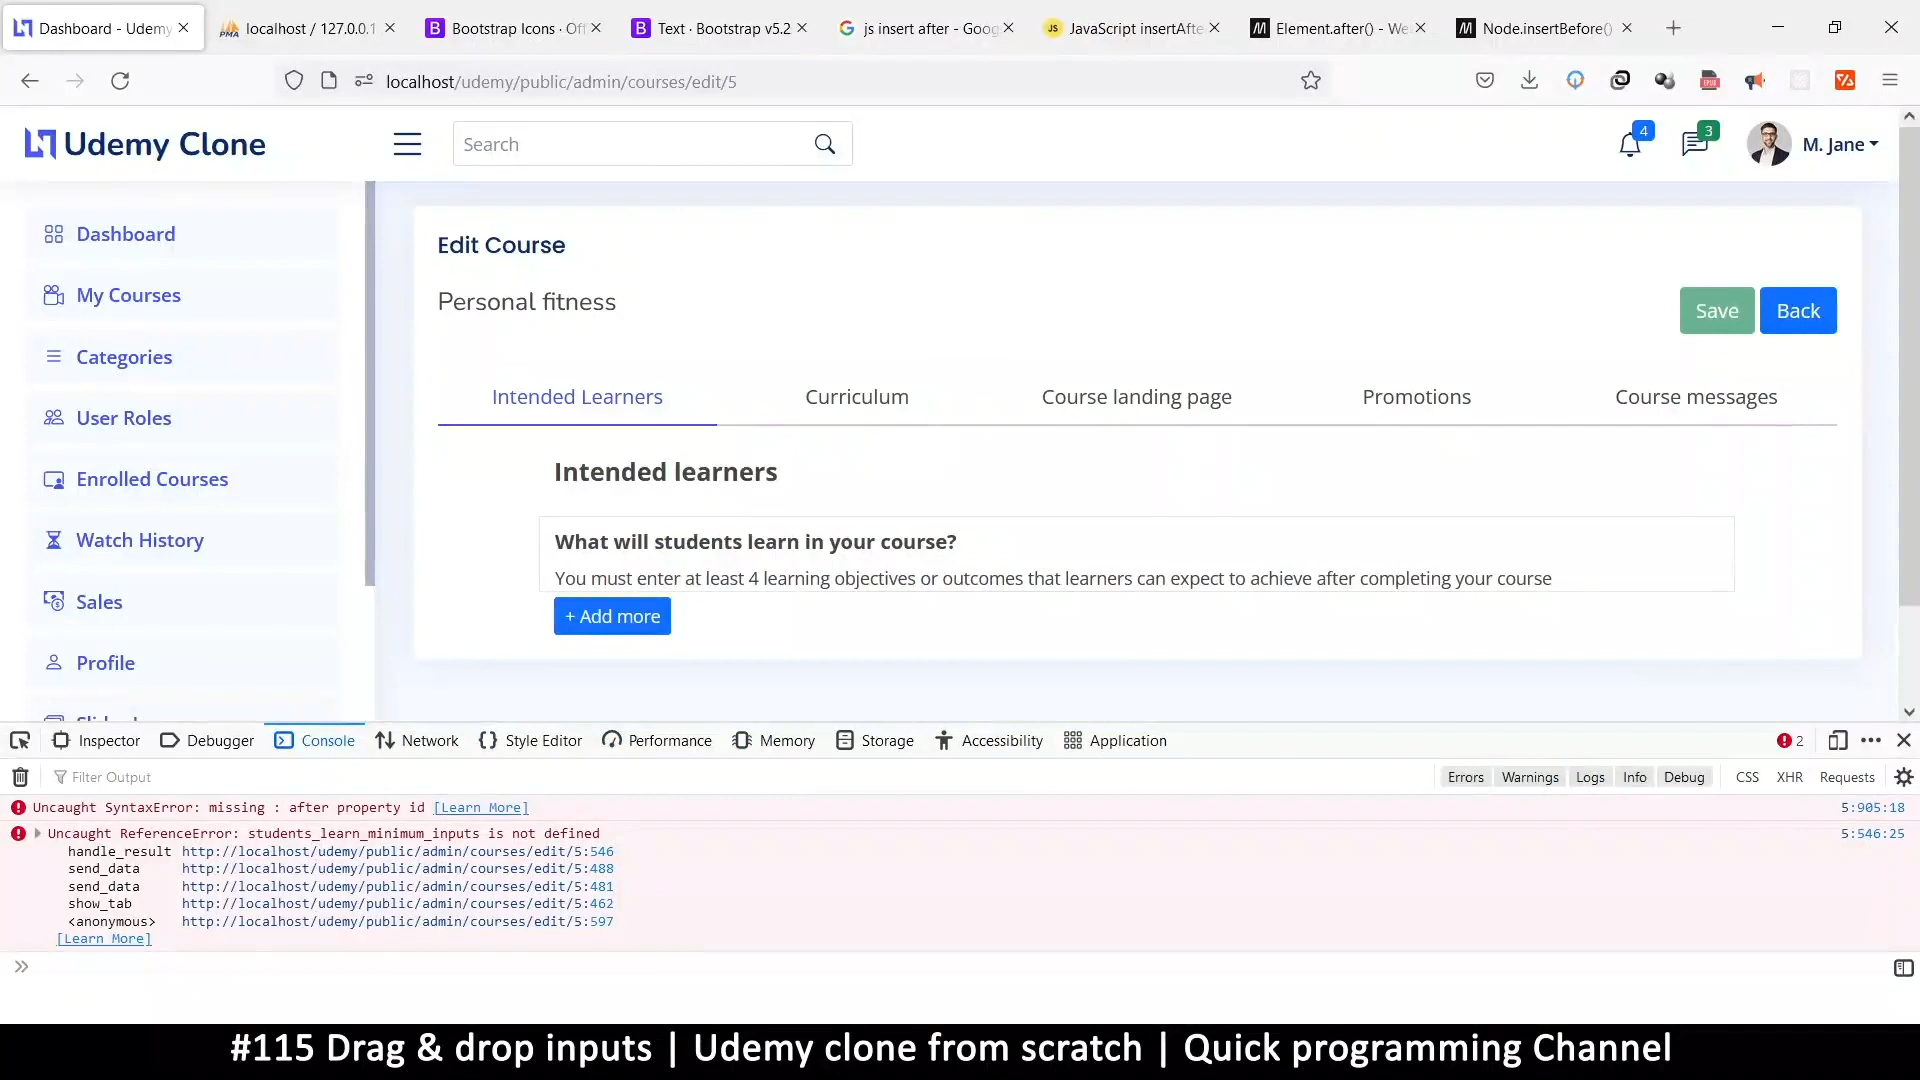 Dashboard - Udemy
localhost / 127.0.0.1
Bootstrap Icons · Off
Text · Bootstrap v5.2
js insert after - Goog
JavaScript insertAfte
Element.after() - We
Node.insertBefore()
localhost/udemy/public/admin/courses/edit/5
Udemy Clone
Search
4
3
M. Jane
Dashboard
My Courses
Categories
User Roles
Enrolled Courses
Watch History
Sales
Profile
Edit Course
Personal fitness
Save
Back
Intended Learners
Curriculum
Course landing page
Promotions
Course messages
Intended learners
What will students learn in your course?
You must enter at least 4 learning objectives or outcomes that learners can expect to achieve after completing your course
+ Add more
Inspector
Debugger
Console
Network
Style Editor
Performance
Memory
Storage
Accessibility
Application
2
Filter Output
Errors
Warnings
Logs
Info
Debug
CSS
XHR
Requests
Uncaught SyntaxError: missing : after property id [Learn More]
5:905:18
Uncaught ReferenceError: students_learn_minimum_inputs is not defined
5:546:25
handle_result http://localhost/udemy/public/admin/courses/edit/5:546
send_data http://localhost/udemy/public/admin/courses/edit/5:488
send_data http://localhost/udemy/public/admin/courses/edit/5:481
show_tab http://localhost/udemy/public/admin/courses/edit/5:462
<anonymous> http://localhost/udemy/public/admin/courses/edit/5:597
[Learn More]
#115 Drag & drop inputs | Udemy clone from scratch | Quick programming Channel